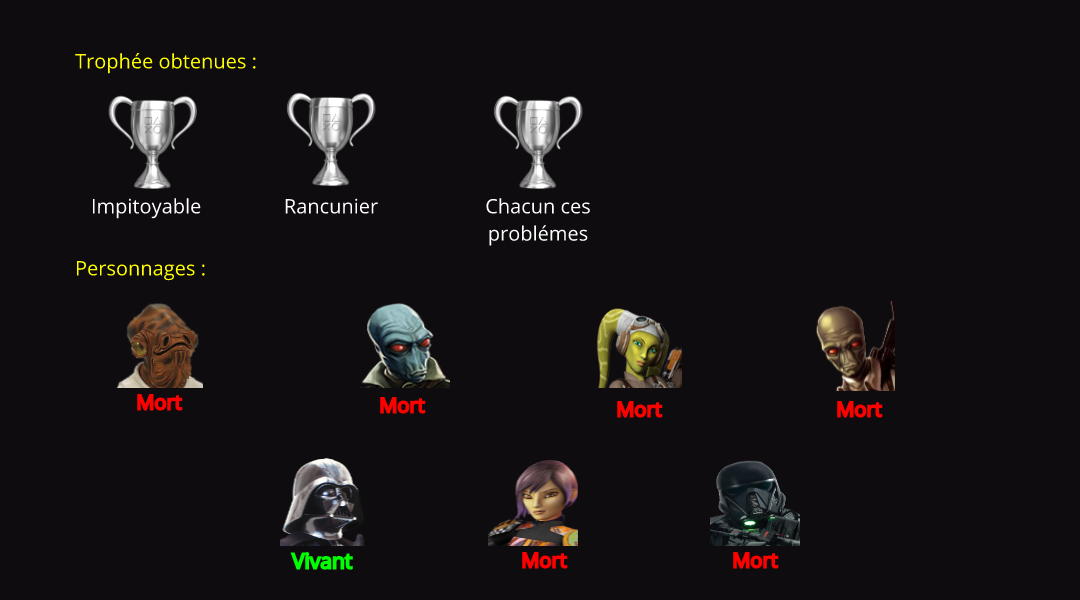 Trophée obtenues :
Impitoyable
Rancunier
Chacun ces
problémes
Personnages :
Mort
Mort
Mort
Mort
Vivant
Mort
Mort